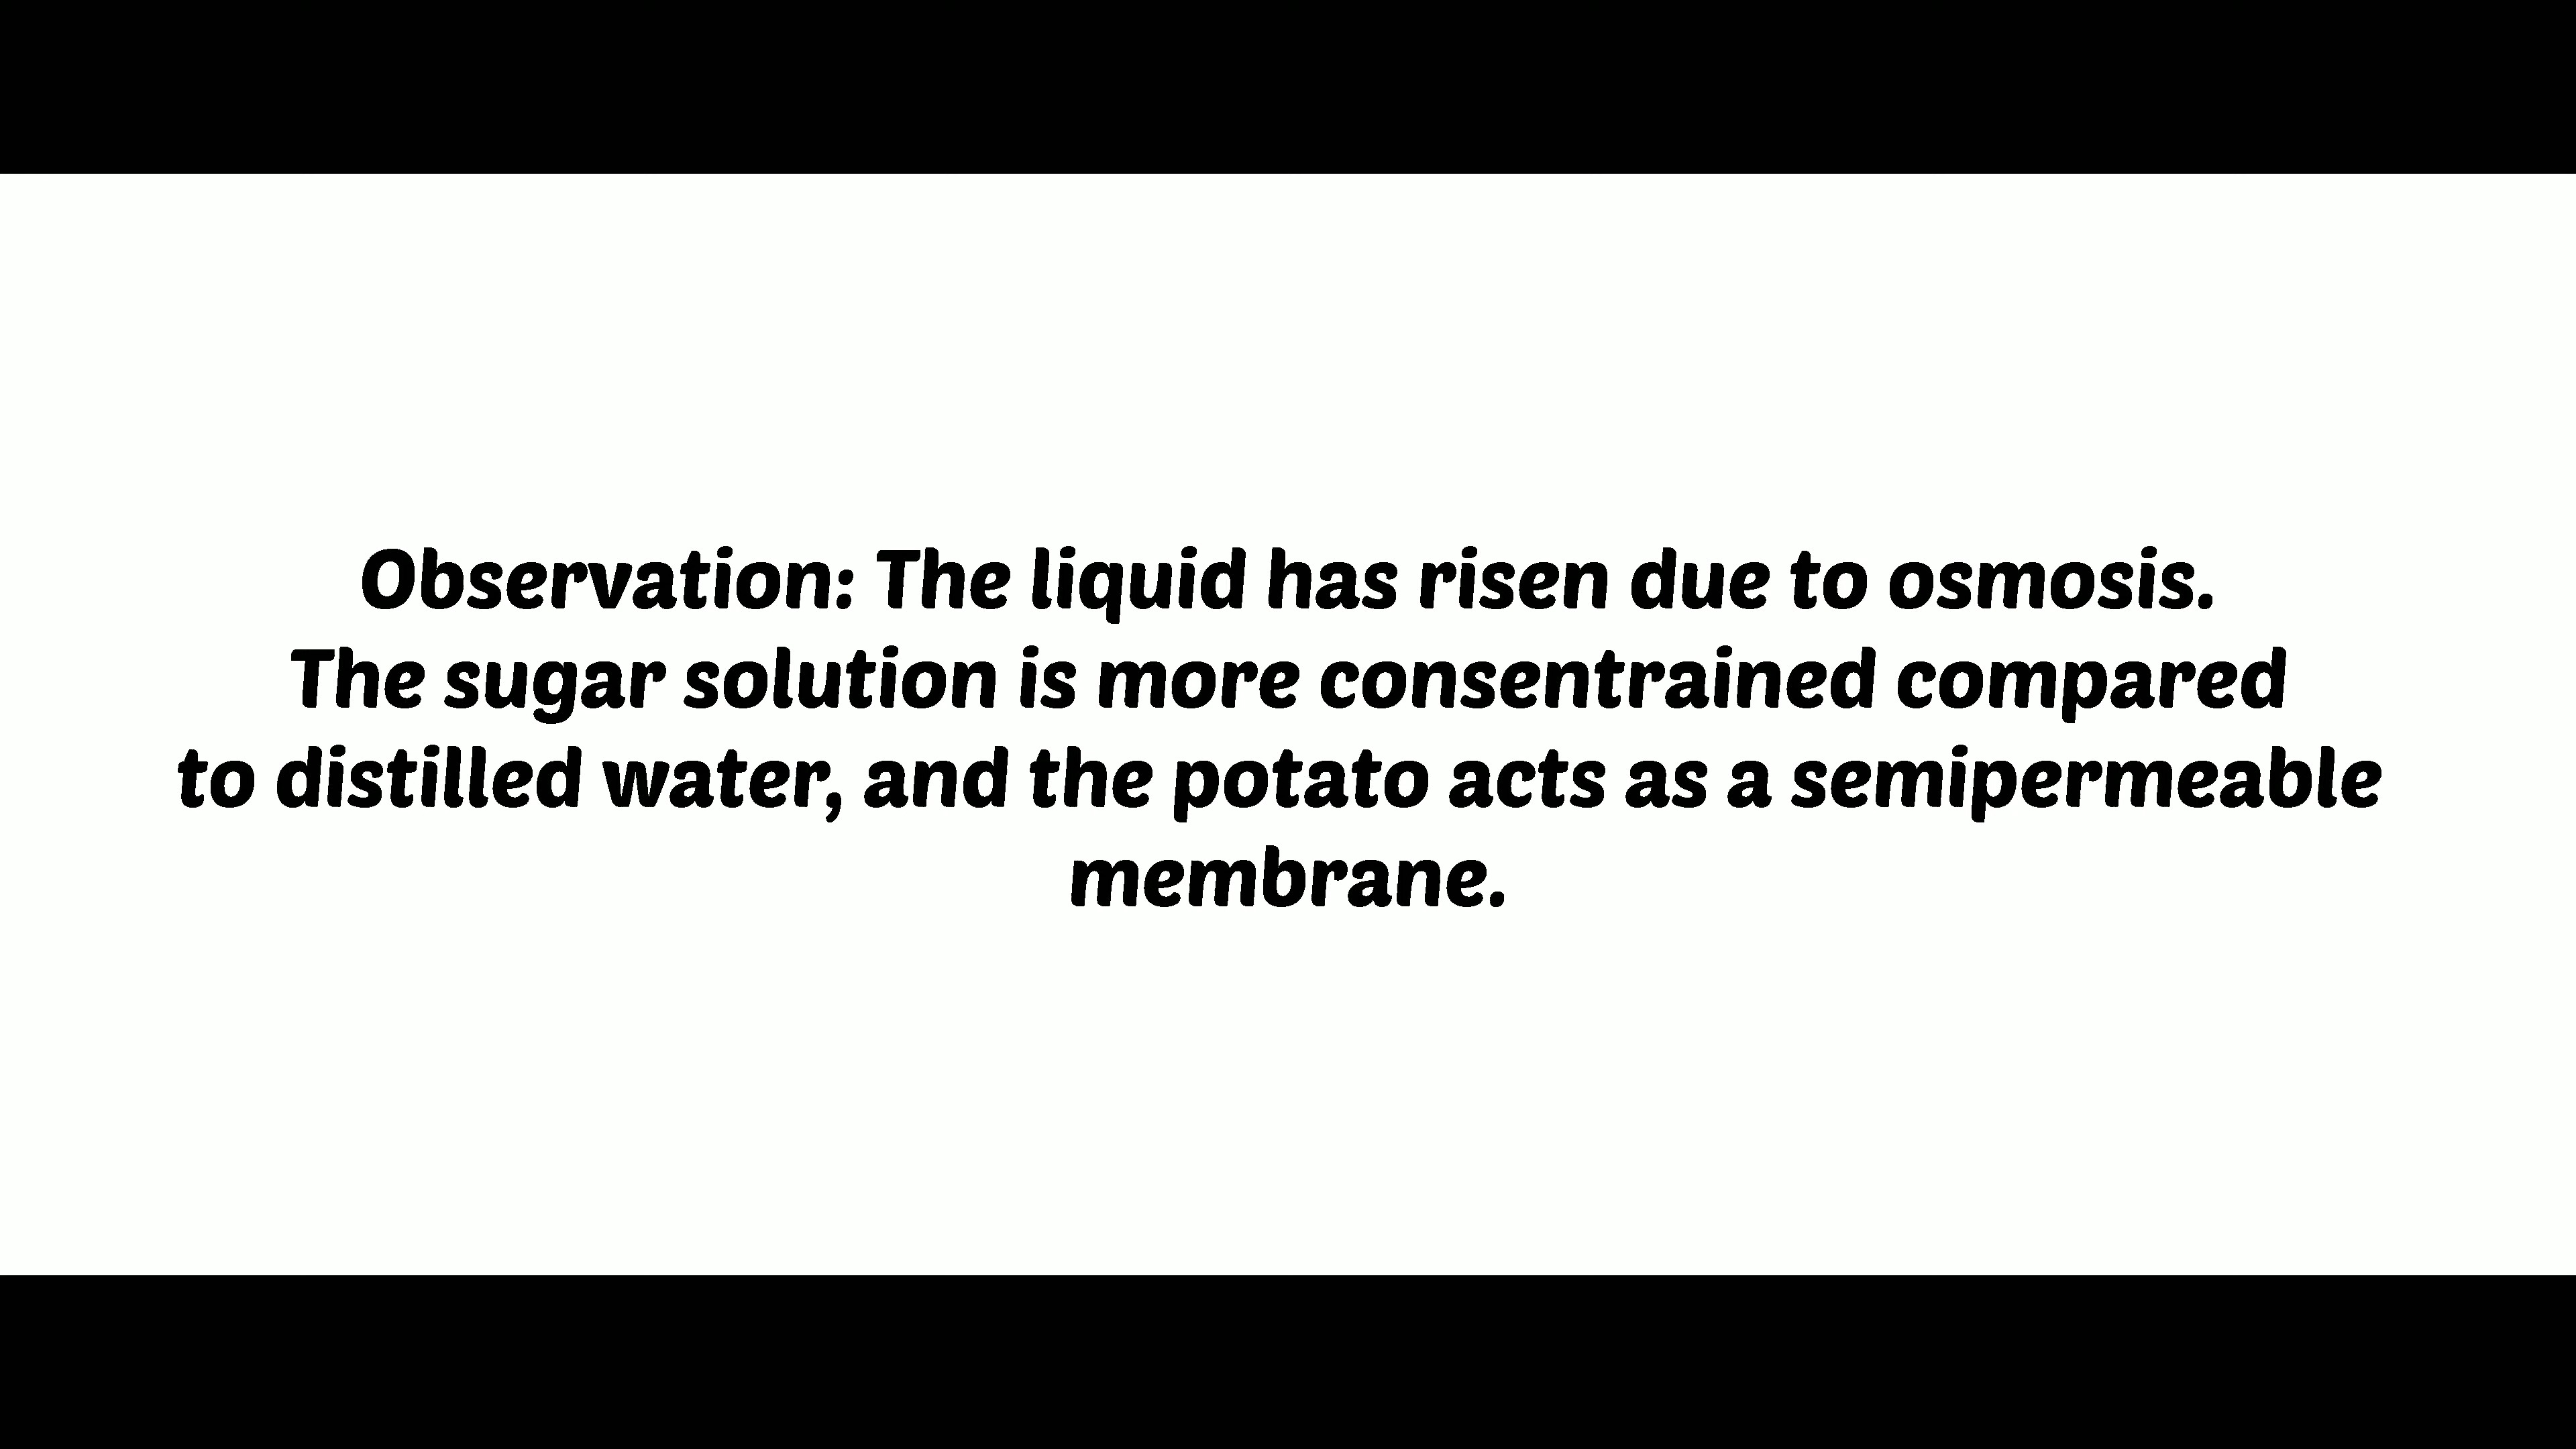 Observation: The liquid has risen due to osmosis.
The sugar solution is more consentrained compared
to distilled water, and the potato acts as a semipermeable
membrane.